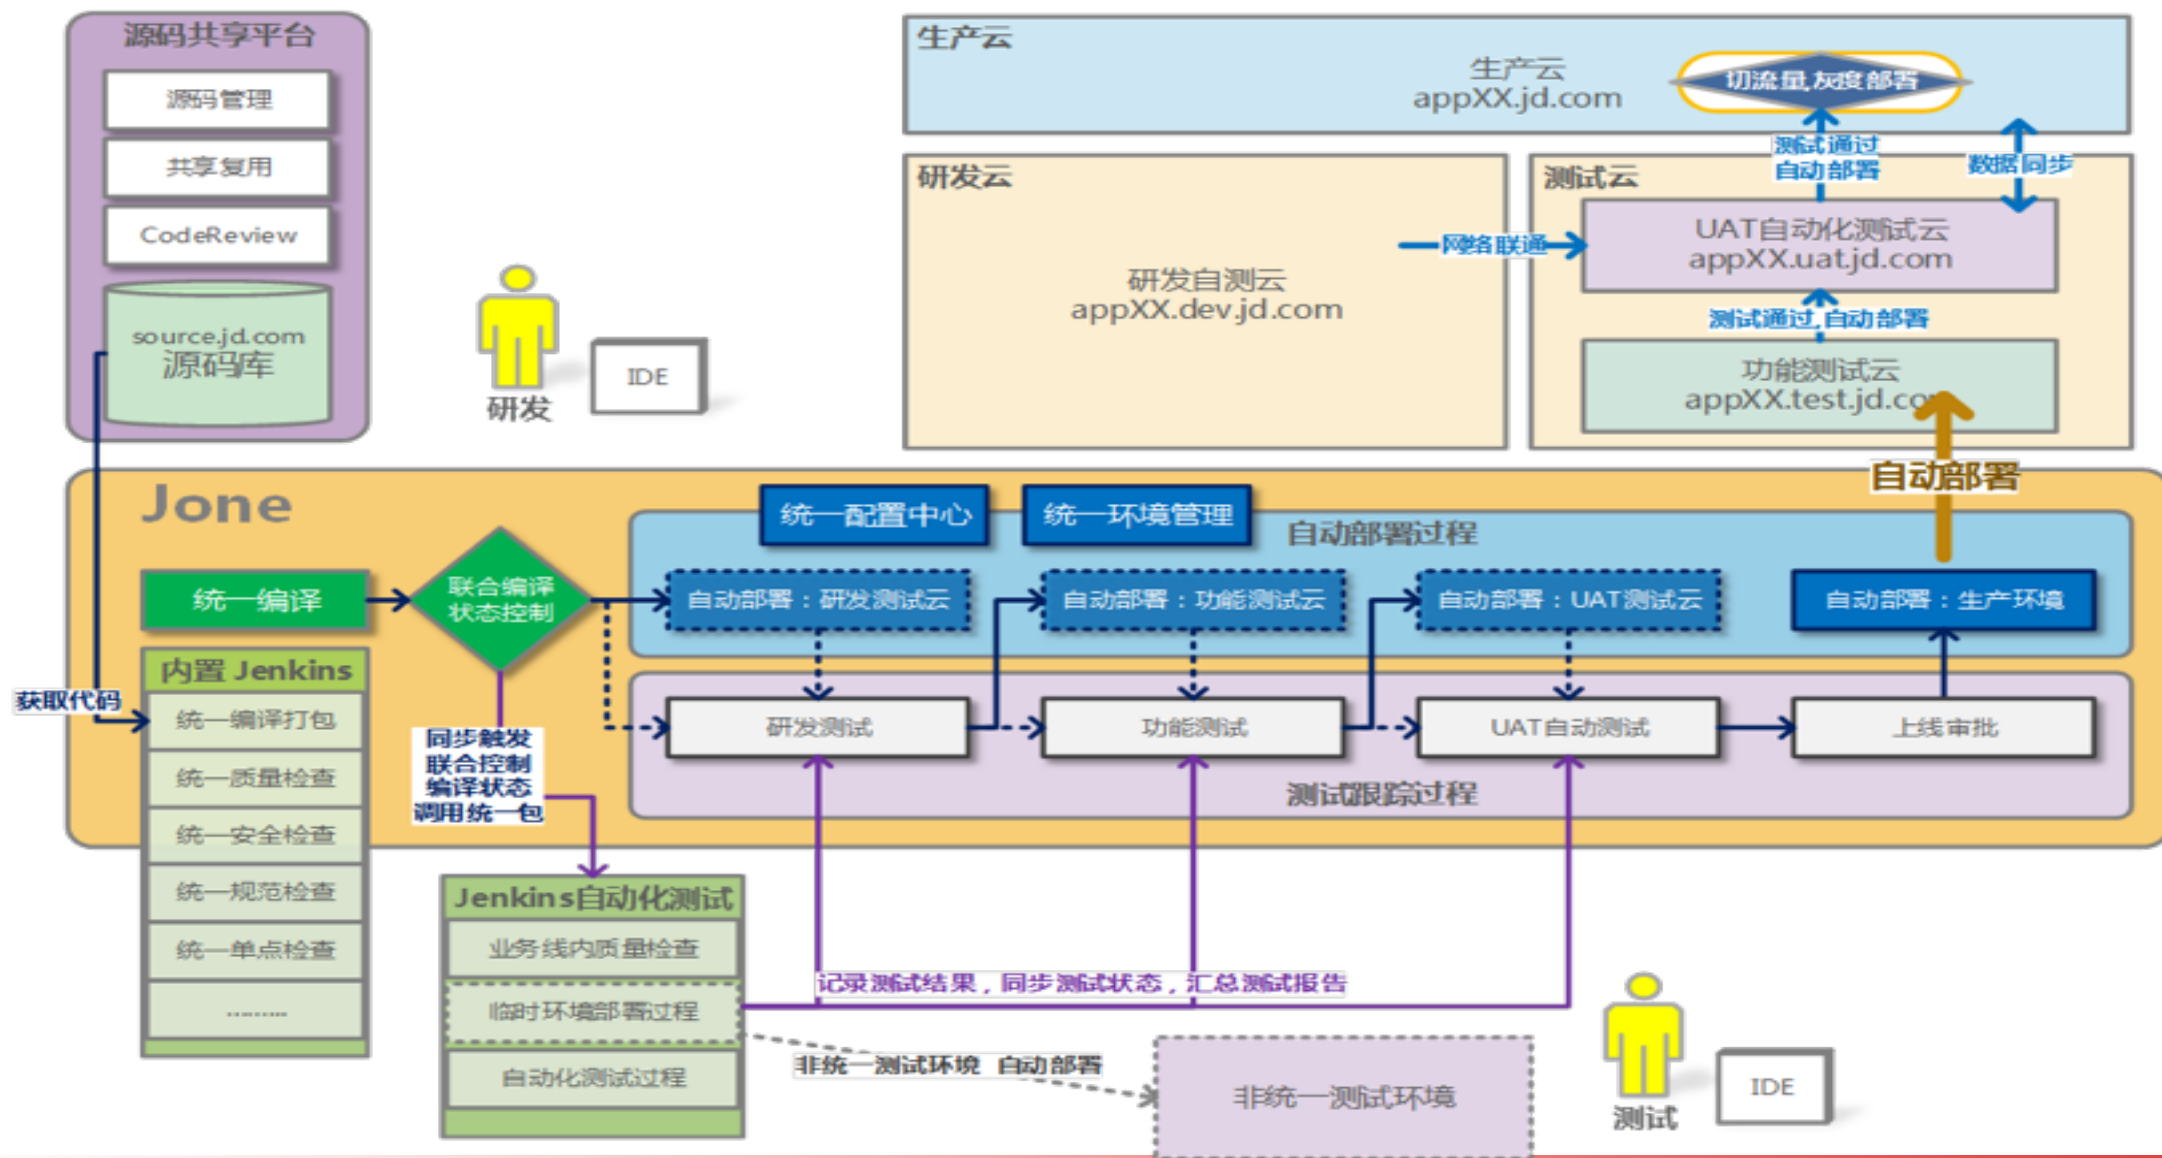 源码共享平台
源码管理
共享复用
CodeReview
source.jd.com
源码库
研发
IDE
生产云
生产云
appXX.jd.com
切流量,灰度部署
测试通过
自动部署
数据同步
研发云
研发自测云
appXX.dev.jd.com
网络联通
测试云
UAT自动化测试云
appXX.uat.jd.com
测试通过,自动部署
功能测试云
appXX.test.jd.co
自动部署
Jone
统一配置中心
统一环境管理
自动部署过程
统一编译
联合编译
状态控制
自动部署：研发测试云
自动部署：功能测试云
自动部署：UAT测试云
自动部署：生产环境
获取代码
内置 Jenkins
统一编译打包
统一质量检查
统一安全检查
统一规范检查
统一单点检查
………
同步触发
联合控制
编译状态
调用统一包
研发测试
功能测试
UAT自动测试
上线审批
测试跟踪过程
Jenkins自动化测试
业务线内质量检查
临时环境部署过程
自动化测试过程
记录测试结果，同步测试状态，汇总测试报告
非统一测试环境 自动部署
非统一测试环境
测试
IDE